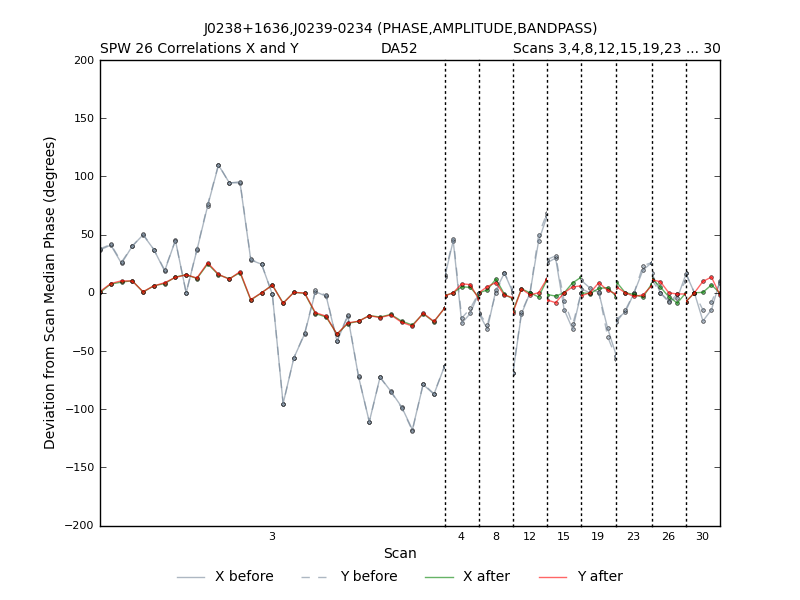 J0238+1636,J0239-0234 (PHASE,AMPLITUDE,BANDPASS)
SPW 26 Correlations X and Y DA52 Scans 3,4,8,12,15,19,23 ... 30
200
150
100
50
0
−50
−100
−150
−200
Deviation from Scan Median Phase (degrees)
3 4 8 12 15 19 23 26 30
Scan
X before Y before X after Y after